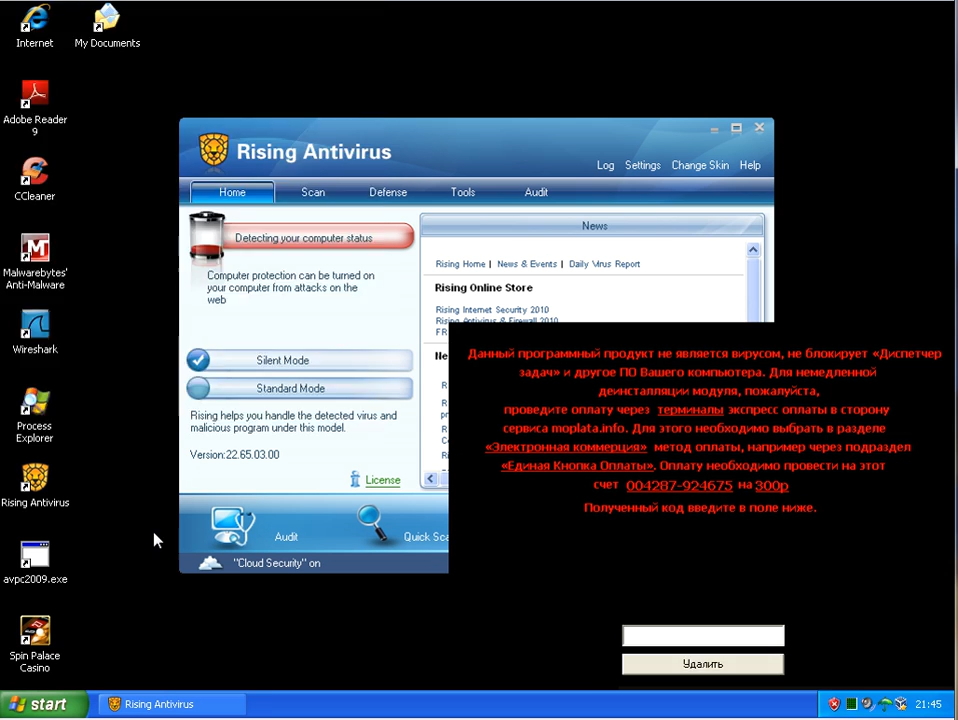 Internet
My Documents
Adobe Reader
9
CCleaner
Malwarebytes'
Anti-Malware
Wireshark
Process
Explorer
Rising Antivirus
avpc2009.exe
Spin Palace
Casino
Rising Antivirus
Log Settings Change Skin Help
Home Scan Defense Tools Audit
Detecting your computer status
Computer protection can be turned on
your computer from attacks on the
web
Silent Mode
Standard Mode
Rising helps you handle the detected virus and
malicious program under this model.
Version:22.65.03.00
License
News
Rising Home | News & Events | Daily Virus Report
Rising Online Store
Rising Internet Security 2010
Rising Antivirus & Firewall 2010
Audit
Quick Sca
"Cloud Security" on
Данный программный продукт не является вирусом, не блокирует «Диспетчер
задач» и другое ПО Вашего компьютера. Для немедленной
деинсталляции модуля, пожалуйста,
проведите оплату через терминалы экспресс оплаты в сторону
сервиса moplata.info. Для этого необходимо выбрать в разделе
«Электронная коммерция» метод оплаты, например через подраздел
«Единая Кнопка Оплаты». Оплату необходимо провести на этот
счет 004287-924675 на 300р
Полученный код введите в поле ниже.
Удалить
start
Rising Antivirus
21:45